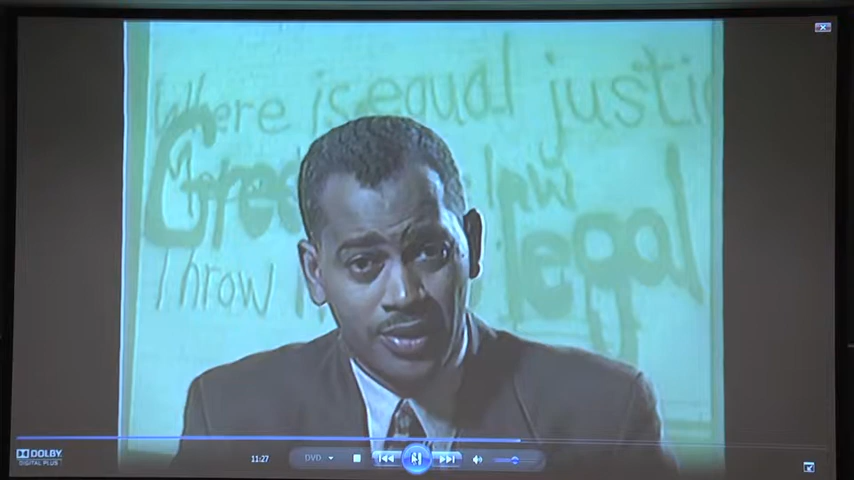 Where is equal justic
Greed legal
law
Throw
11:27
DVD
DOLBY
DIGITAL PLUS